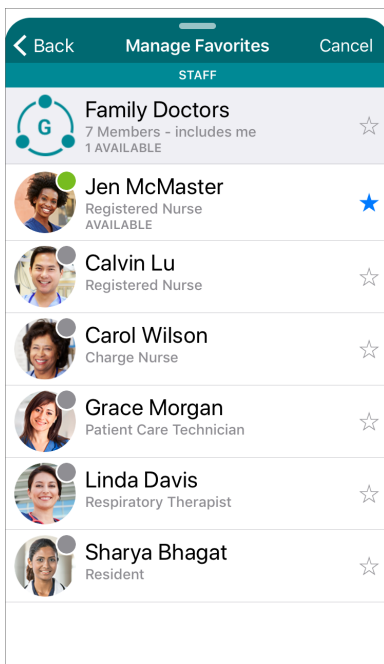 Back Manage Favorites Cancel
STAFF
G
Family Doctors
7 Members - includes me
1 AVAILABLE
Jen McMaster
Registered Nurse
AVAILABLE
Calvin Lu
Registered Nurse
Carol Wilson
Charge Nurse
Grace Morgan
Patient Care Technician
Linda Davis
Respiratory Therapist
Sharya Bhagat
Resident